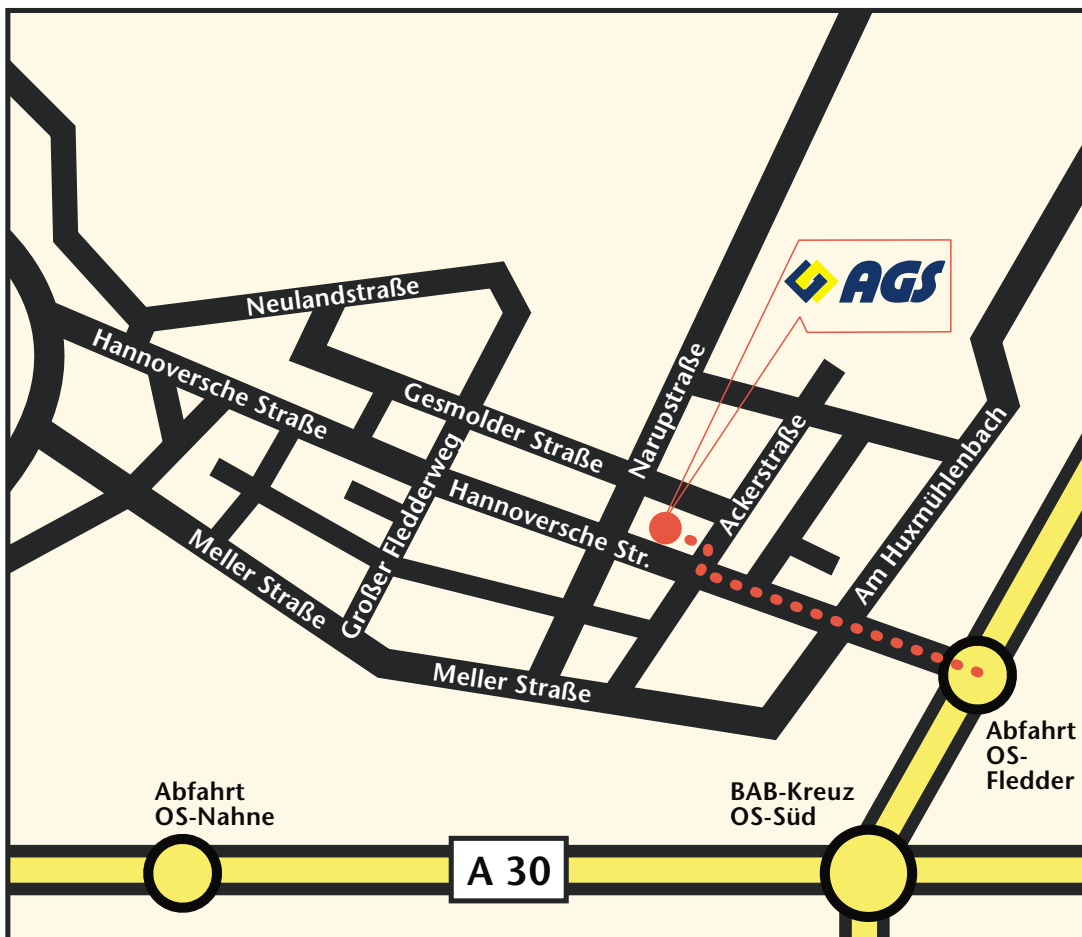 AGS
Neulandstraße
Hannoversche Straße
Gesmolder Straße
Narupstraße
Ackerstraße
Am Huxmühlenbach
Großer Fledderweg
Hannoversche Str.
Meller Straße
Meller Straße
Abfahrt
OS-
Fledder
Abfahrt
OS-Nahne
BAB-Kreuz
OS-Süd
A 30